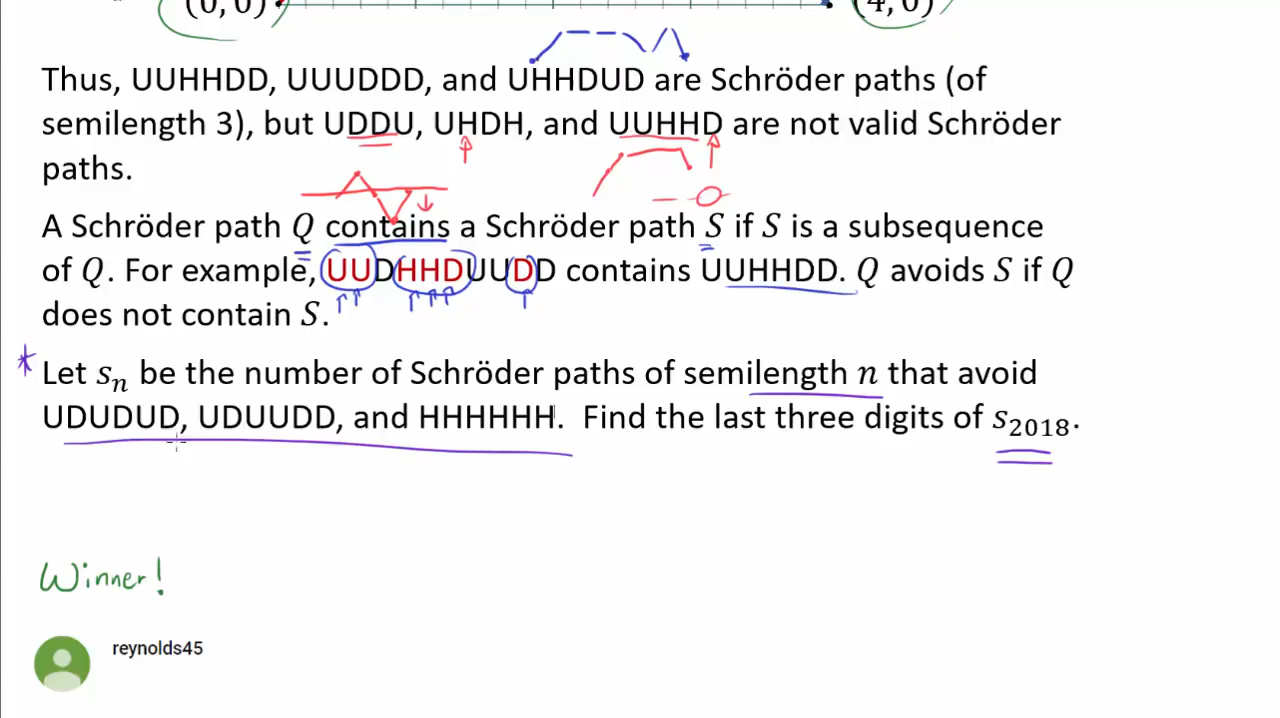 (0, 0) (4, 0)
Thus, UUHHDD, UUUDDD, and UHHDUD are Schröder paths (of
semilength 3), but UDDU, UHDH, and UUHHD are not valid Schröder
paths.
A Schröder path Q contains a Schröder path S if S is a subsequence
of Q. For example, UUDHHDUUDD contains UUHHDD. Q avoids S if Q
does not contain S.
* Let sₙ be the number of Schröder paths of semilength n that avoid
UDUDUD, UDUUDD, and HHHHHH. Find the last three digits of s₂₀₁₈.
Winner!
reynolds45